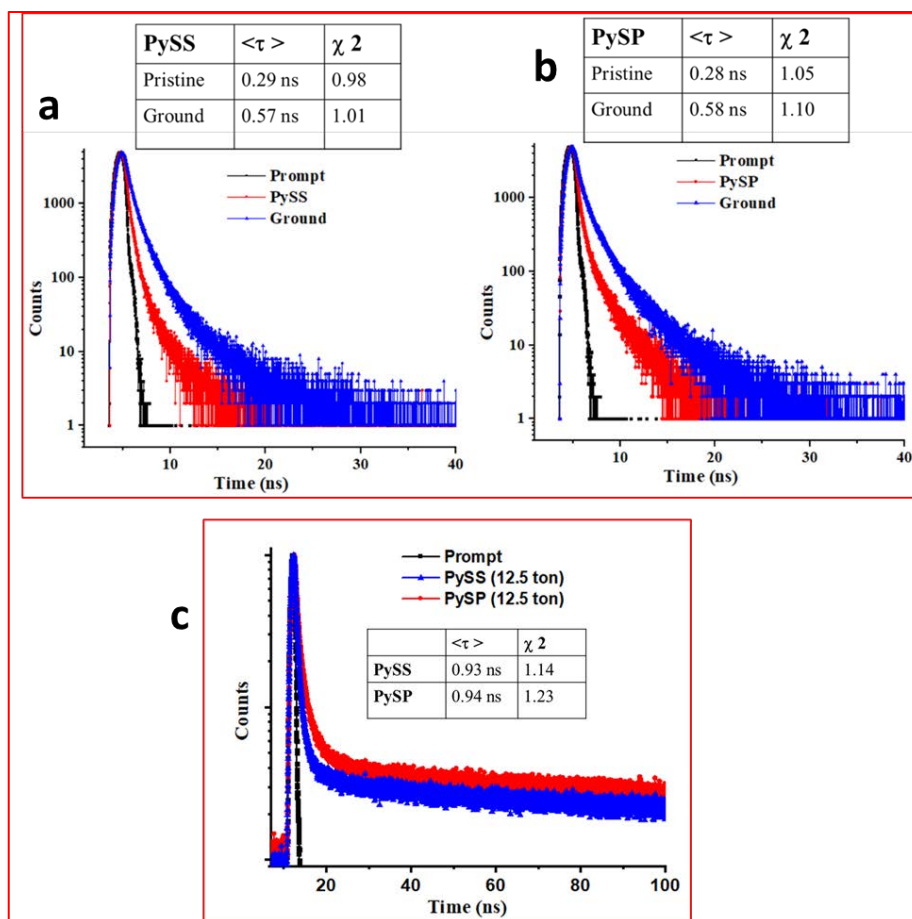 PySS <τ > χ 2
Pristine 0.29 ns 0.98
Ground 0.57 ns 1.01
a
Prompt
PySS
Ground
1000
100
10
1
Counts
10 20 30 40
Time (ns)
PySP <τ > χ 2
Pristine 0.28 ns 1.05
Ground 0.58 ns 1.10
b
Prompt
PySP
Ground
1000
100
10
1
Counts
10 20 30 40
Time (ns)
c
Prompt
PySS (12.5 ton)
PySP (12.5 ton)
<τ > χ 2
PySS 0.93 ns 1.14
PySP 0.94 ns 1.23
Counts
20 40 60 80 100
Time (ns)